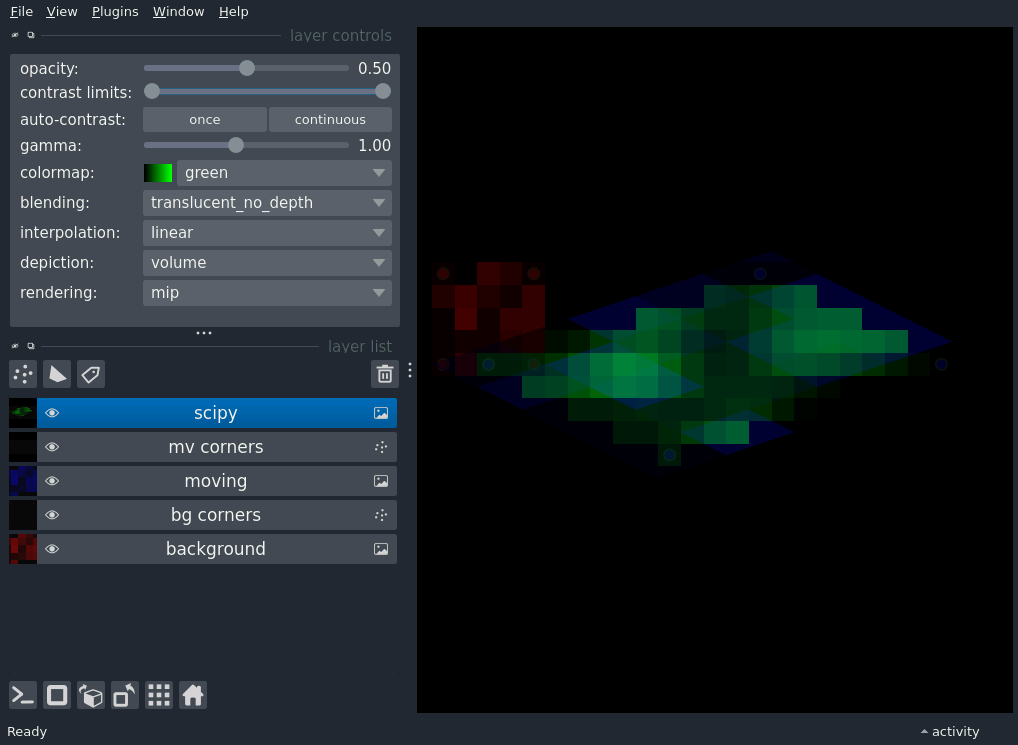 File View Plugins Window Help
layer controls
opacity: 0.50
contrast limits:
auto-contrast: once continuous
gamma: 1.00
colormap: green
blending: translucent_no_depth
interpolation: linear
depiction: volume
rendering: mip
layer list
scipy
mv corners
moving
bg corners
background
Ready activity